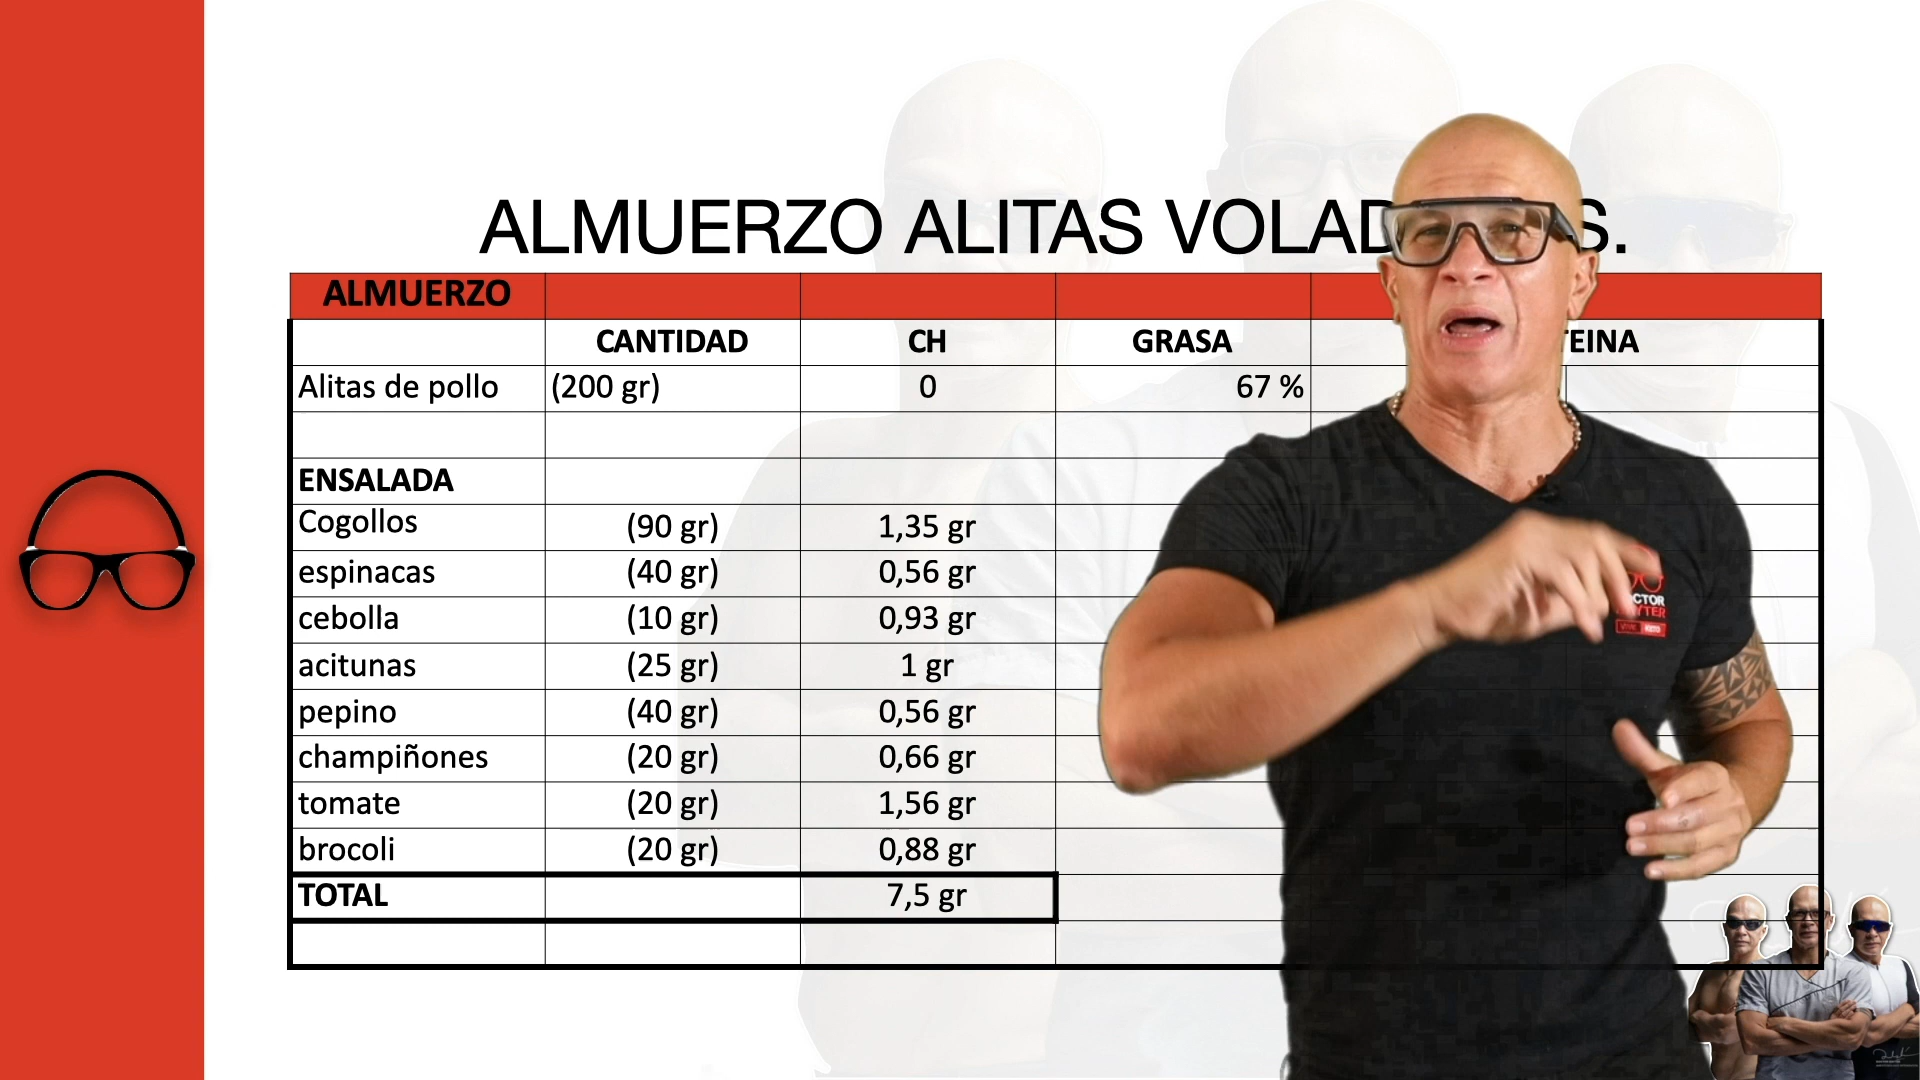 ALMUERZO ALITAS
ALMUERZO
CANTIDAD CH GRASA
Alitas de pollo (200 gr) 0 67 %
ENSALADA
Cogollos (90 gr) 1,35 gr
espinacas (40 gr) 0,56 gr
cebolla (10 gr) 0,93 gr
acitunas (25 gr) 1 gr
pepino (40 gr) 0,56 gr
champiñones (20 gr) 0,66 gr
tomate (20 gr) 1,56 gr
brocoli (20 gr) 0,88 gr
TOTAL 7,5 gr